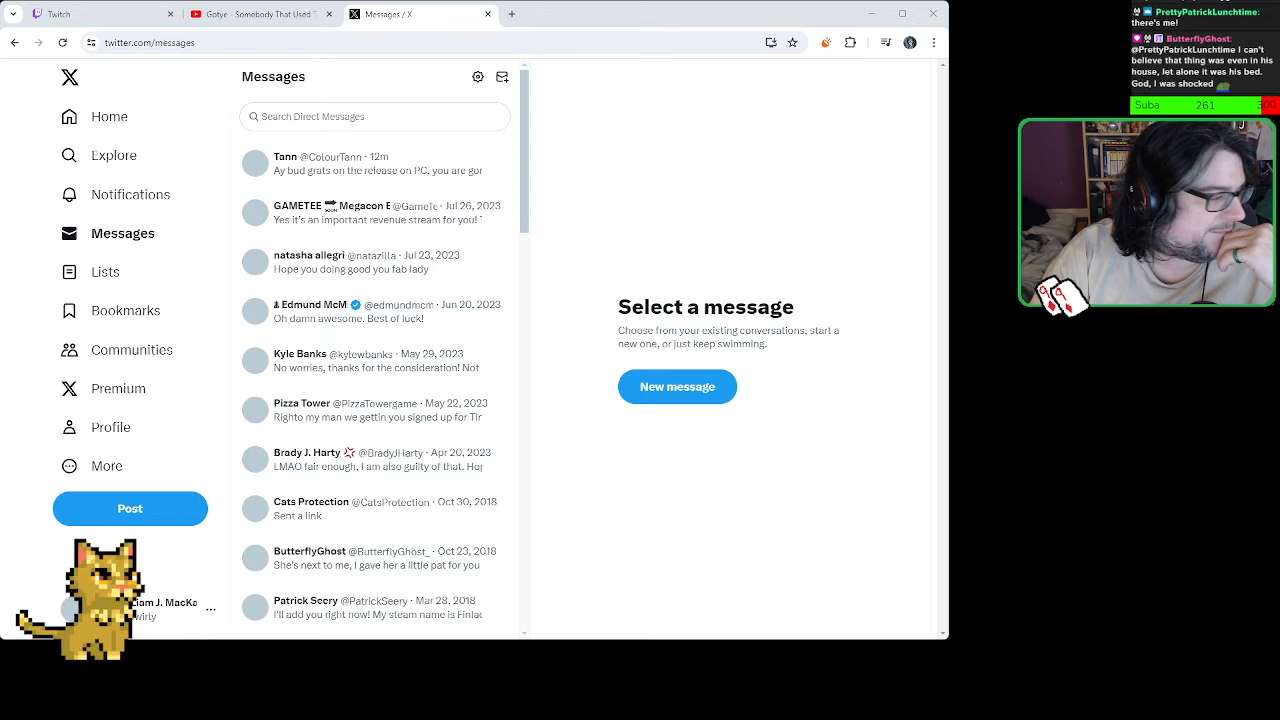 Twitch
Gotye - Somebody That Used T
Messages / X
twitter.com/messages
Home
Explore
Notifications
Messages
Lists
Bookmarks
Communities
Premium
Profile
More
Post
Messages
Search Direct Messages
Tann @ColourTann · 12m
Ay bud grats on the release on PC, you are gor
GAMETEE SOON Megacon E @GameTe · Jul 26, 2023
Yes it's an important revenue stream for you!
natasha allegri @natazilla · Jul 23, 2023
Hope you doing good you fab lady
Edmund McM @edmundmcm · Jun 20, 2023
Oh damn awesome. Best of luck!
Kyle Banks @kylewbanks · May 29, 2023
No worries, thanks for the consideration! Not
Pizza Tower @PizzaTowergame · May 22, 2023
Righto my man we gettin you signed up for
Brady J. Harty @BradyJHarty · Apr 20, 2023
LMAO fair enough, I am also guilty of that.
Cats Protection @CatsProtection · Oct 30, 2018
Sent a link
ButterflyGhost @ButterflyGhost_ · Oct 23, 2018
She's next to me, I gave her a little pat for you
Patrick Seery @PatrickSeery · Mar 28, 2018
I'll add you right now! My steam name is
Select a message
Choose from your existing conversations, start a
new one, or just keep swimming.
New message
PrettyPatrickLunchtime:
there's me!
ButterflyGhost:
@PrettyPatrickLunchtime I can't
believe that thing was even in his
house, let alone it was his bed.
God, I was shocked
Suba 261 300
iam J. MacKa
wirty